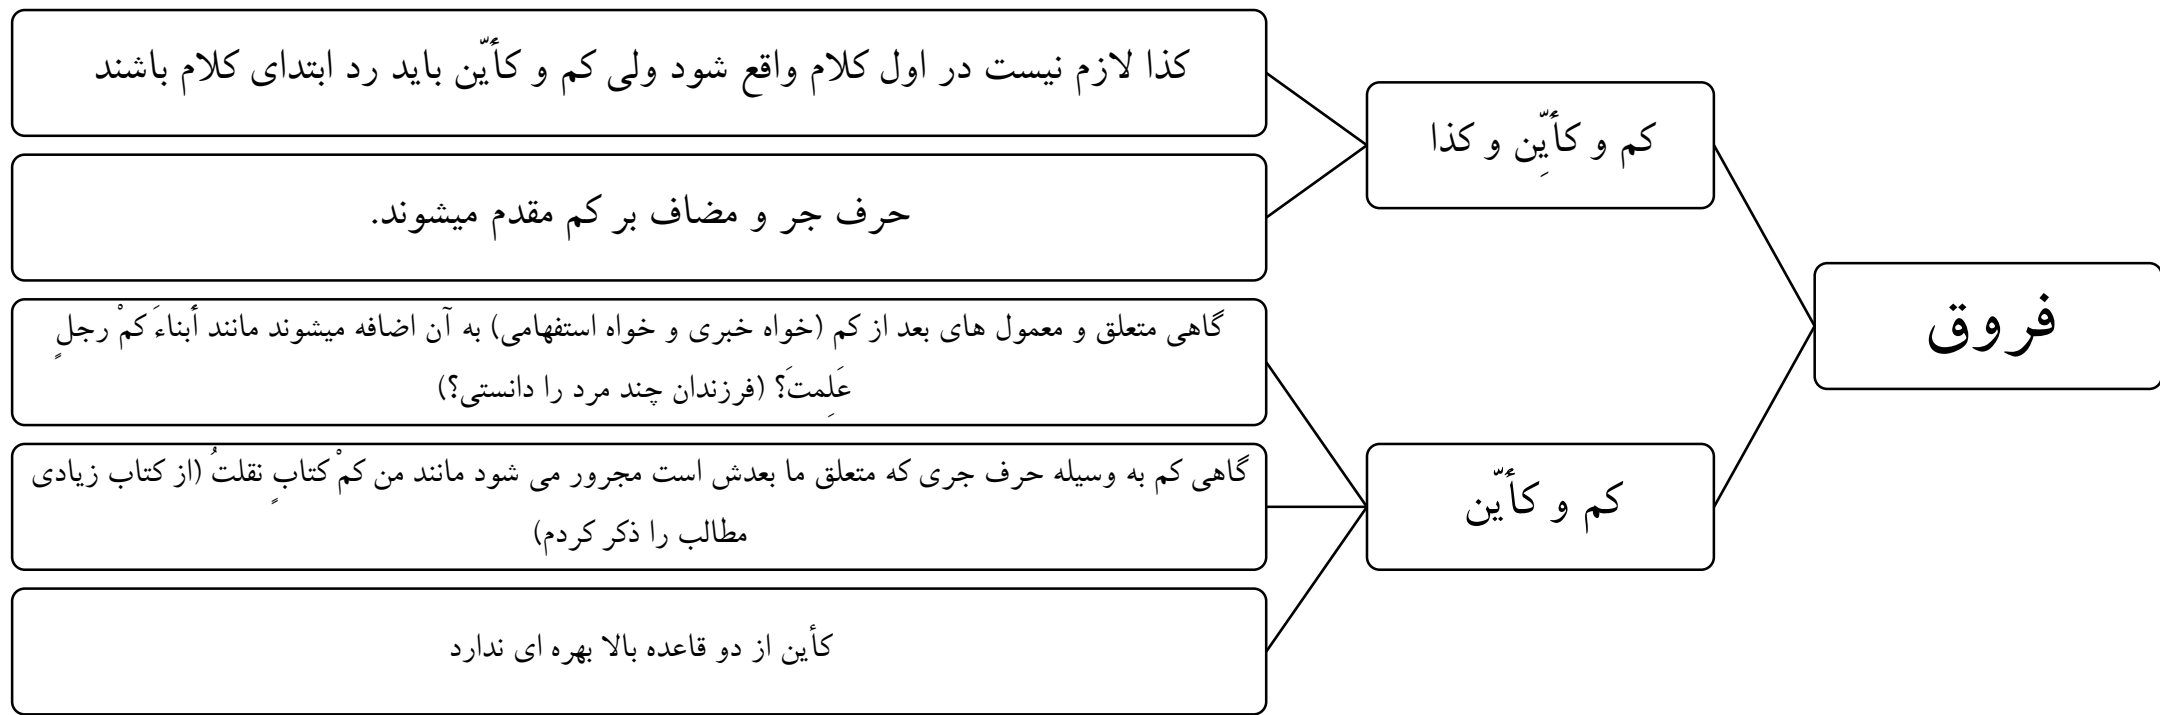 فروق
کم و کأیِّن و کذا
کذا لازم نیست در اول کلام واقع شود ولی کم و کأیّن باید رد ابتدای کلام باشند
حرف جر و مضاف بر کم مقدم میشوند.
کم و کأیّن
گاهی متعلق و معمول های بعد از کم (خواه خبری و خواه استفهامی) به آن اضافه میشوند مانند أبناءَ کمْ رجلٍ
عَلِمتَ؟ (فرزندان چند مرد را دانستی؟)
گاهی کم به وسیله حرف جری که متعلق ما بعدش است مجرور می شود مانند من کمْ کتابٍ نقلتُ (از کتاب زیادی
مطالب را ذکر کردم)
کأین از دو قاعده بالا بهره ای ندارد